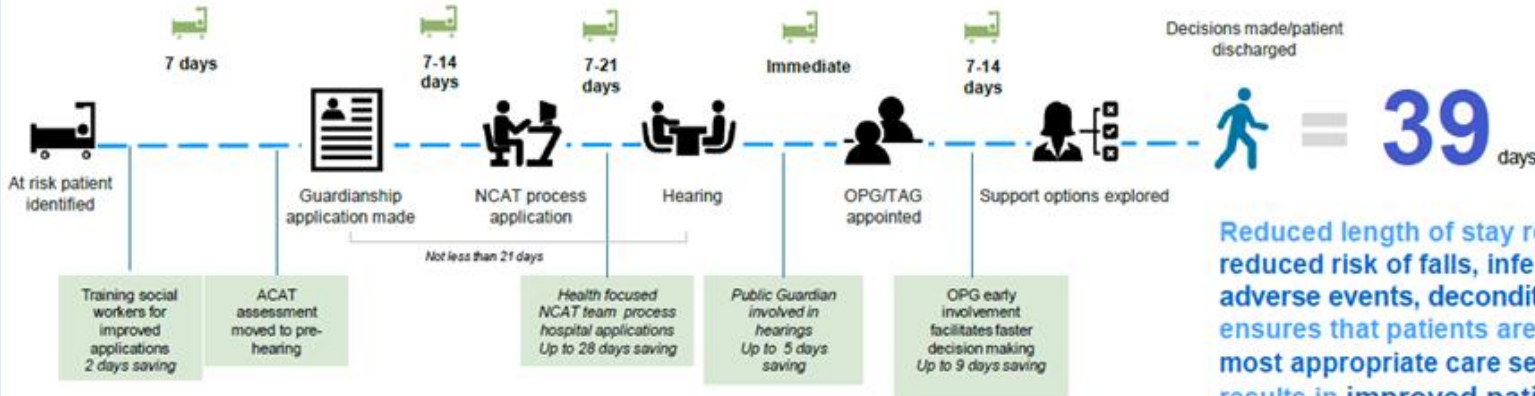 7 days
7-14
days
7-21
days
Immediate
7-14
days
Decisions made/patient
discharged
39
days
At risk patient
identified
Guardianship
application made
NCAT process
application
Hearing
OPG/TAG
appointed
Support options explored
Not less than 21 days
Training social
workers for
improved
applications
2 days saving
ACAT
assessment
moved to pre-
hearing
Health focused
NCAT team process
hospital applications
Up to 28 days saving
Public Guardian
involved in
hearings
Up to 5 days
saving
OPG early
involvement
facilitates faster
decision making
Up to 9 days saving
Reduced length of stay
reduced risk of falls,
adverse events,
ensures that patients are
most appropriate care
results in improved